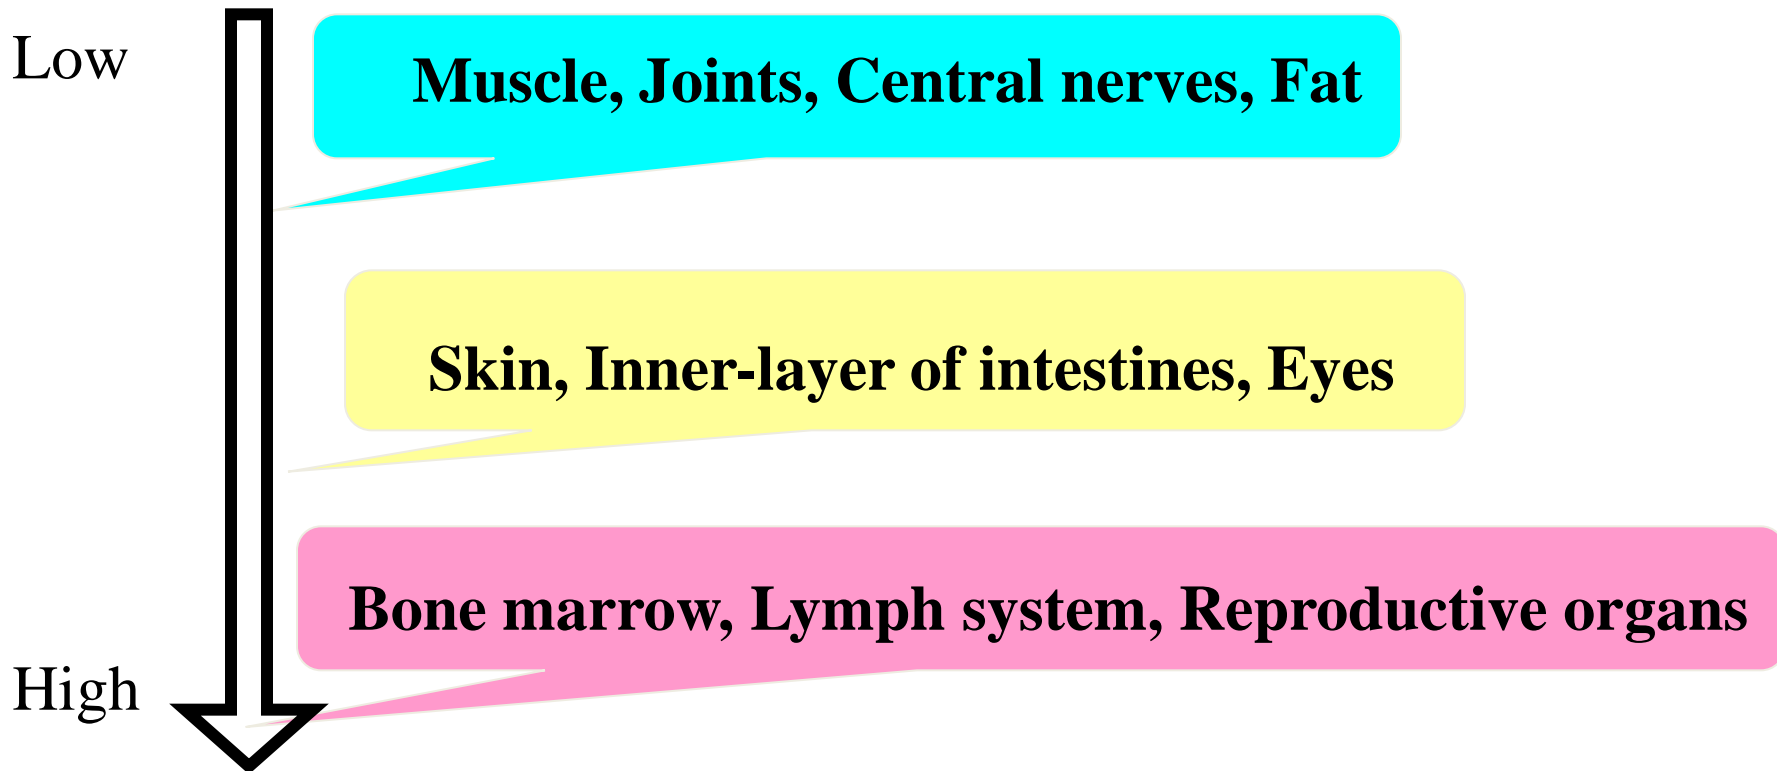 Low
Muscle, Joints, Central nerves, Fat
Skin, Inner-layer of intestines, Eyes
Bone marrow, Lymph system, Reproductive organs
High